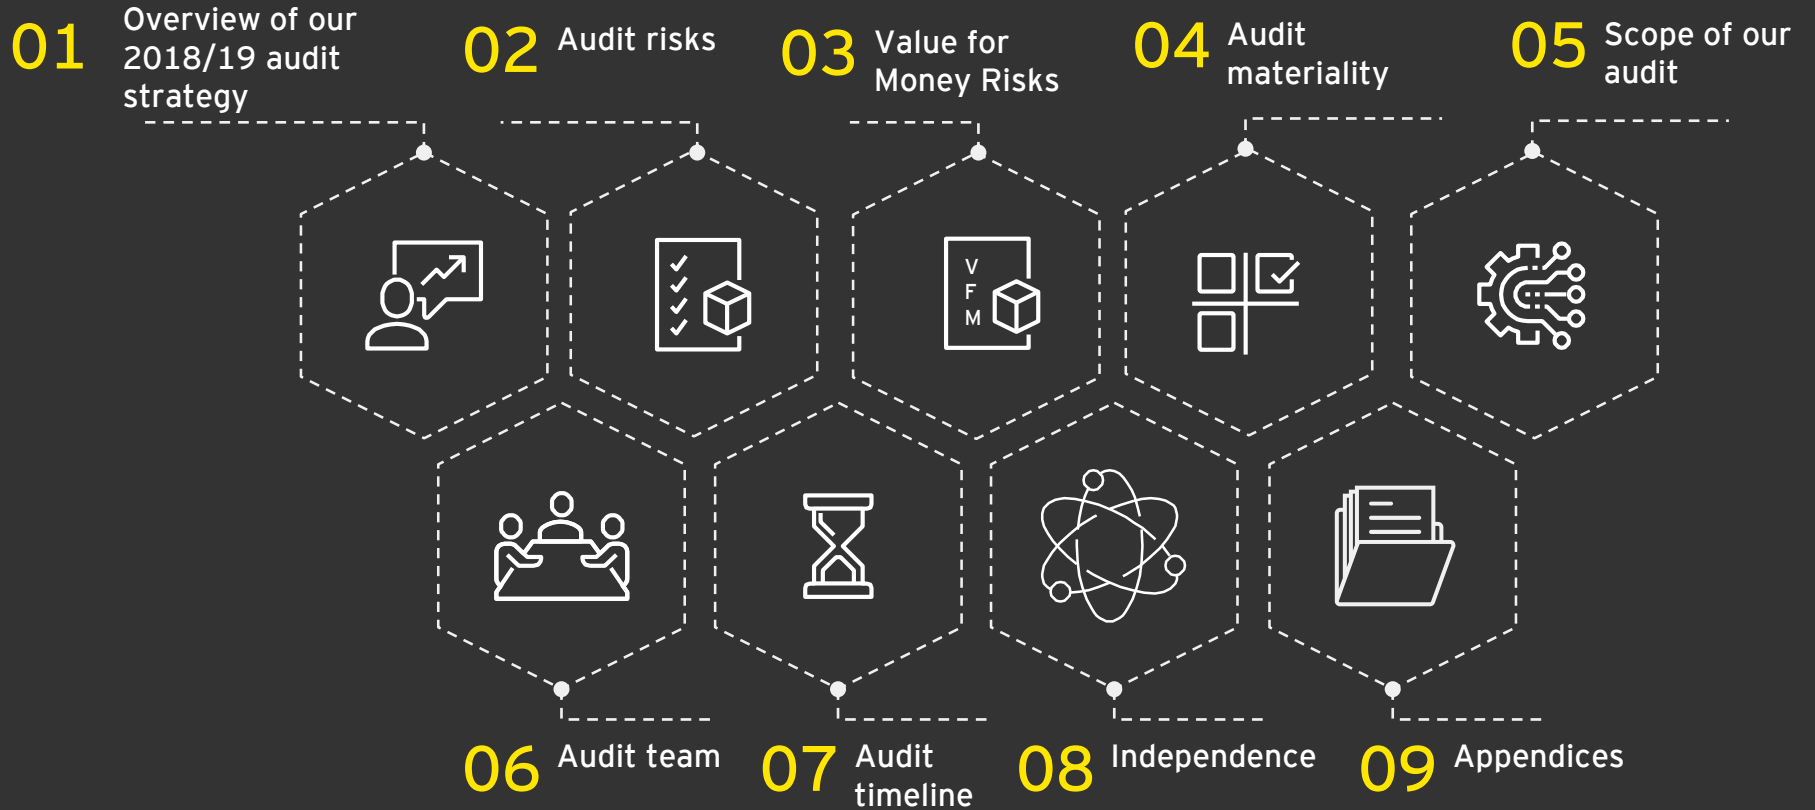 01
Overview of our
2018/19 audit
strategy
02
Audit risks
03
Value for
Money Risks
04
Audit
materiality
05
Scope of our
audit
V
F
M
06
Audit team
07
Audit
timeline
08
Independence
09
Appendices